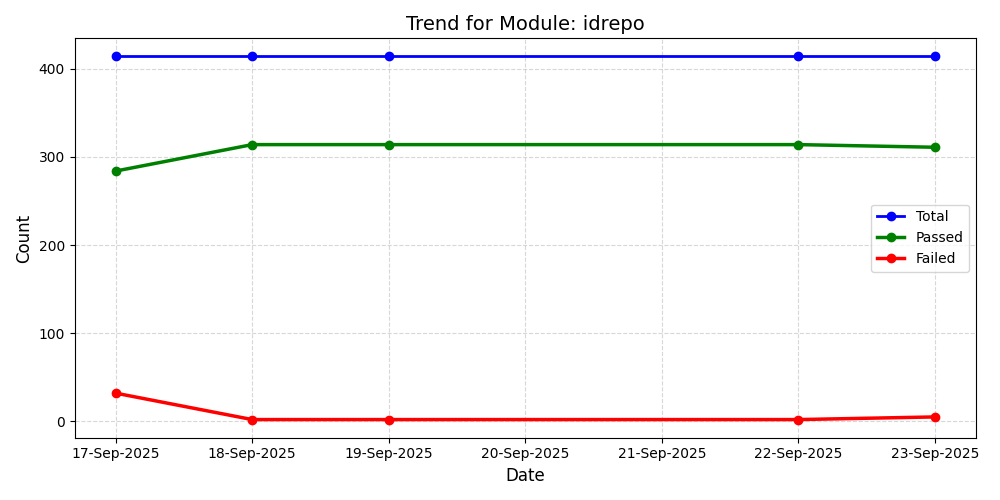 Trend for Module: idrepo
Count
400
300
200
100
0
Total
Passed
Failed
17-Sep-2025 18-Sep-2025 19-Sep-2025 20-Sep-2025 21-Sep-2025 22-Sep-2025 23-Sep-2025
Date